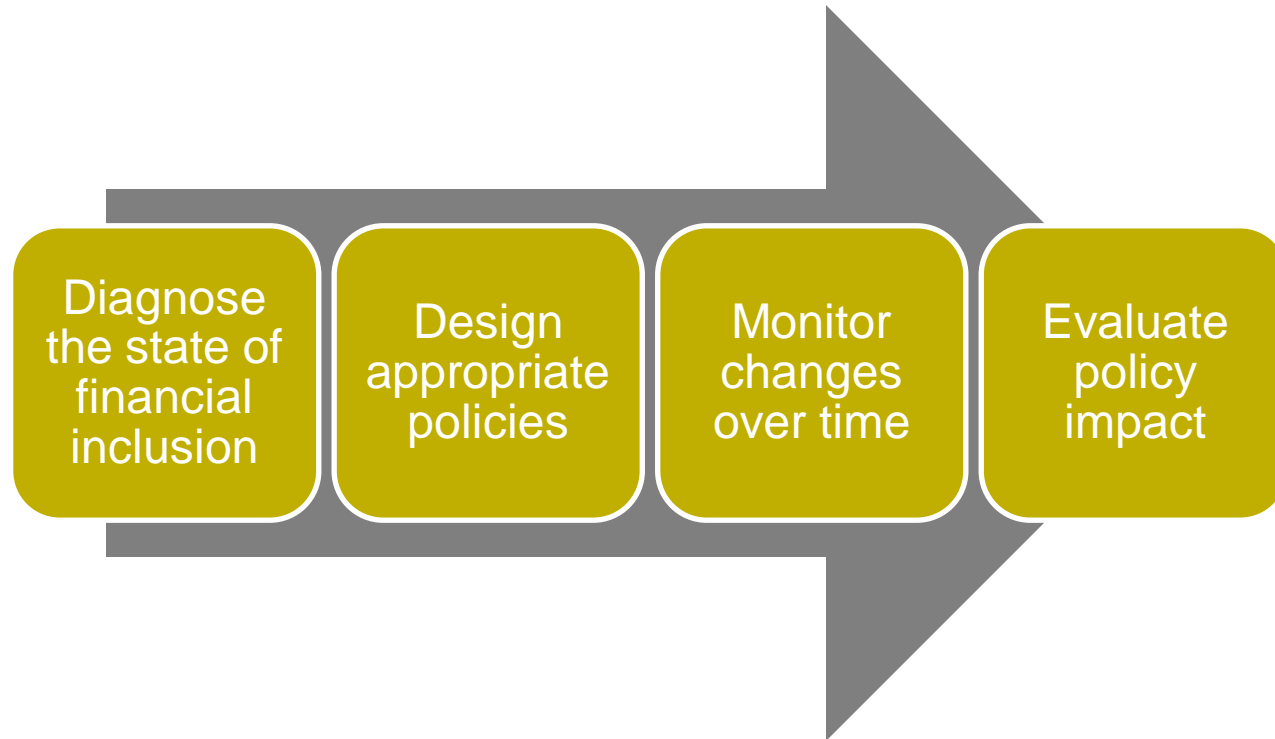 Diagnose
the state of
financial
inclusion
Design
appropriate
policies
Monitor
changes
over time
Evaluate
policy
impact